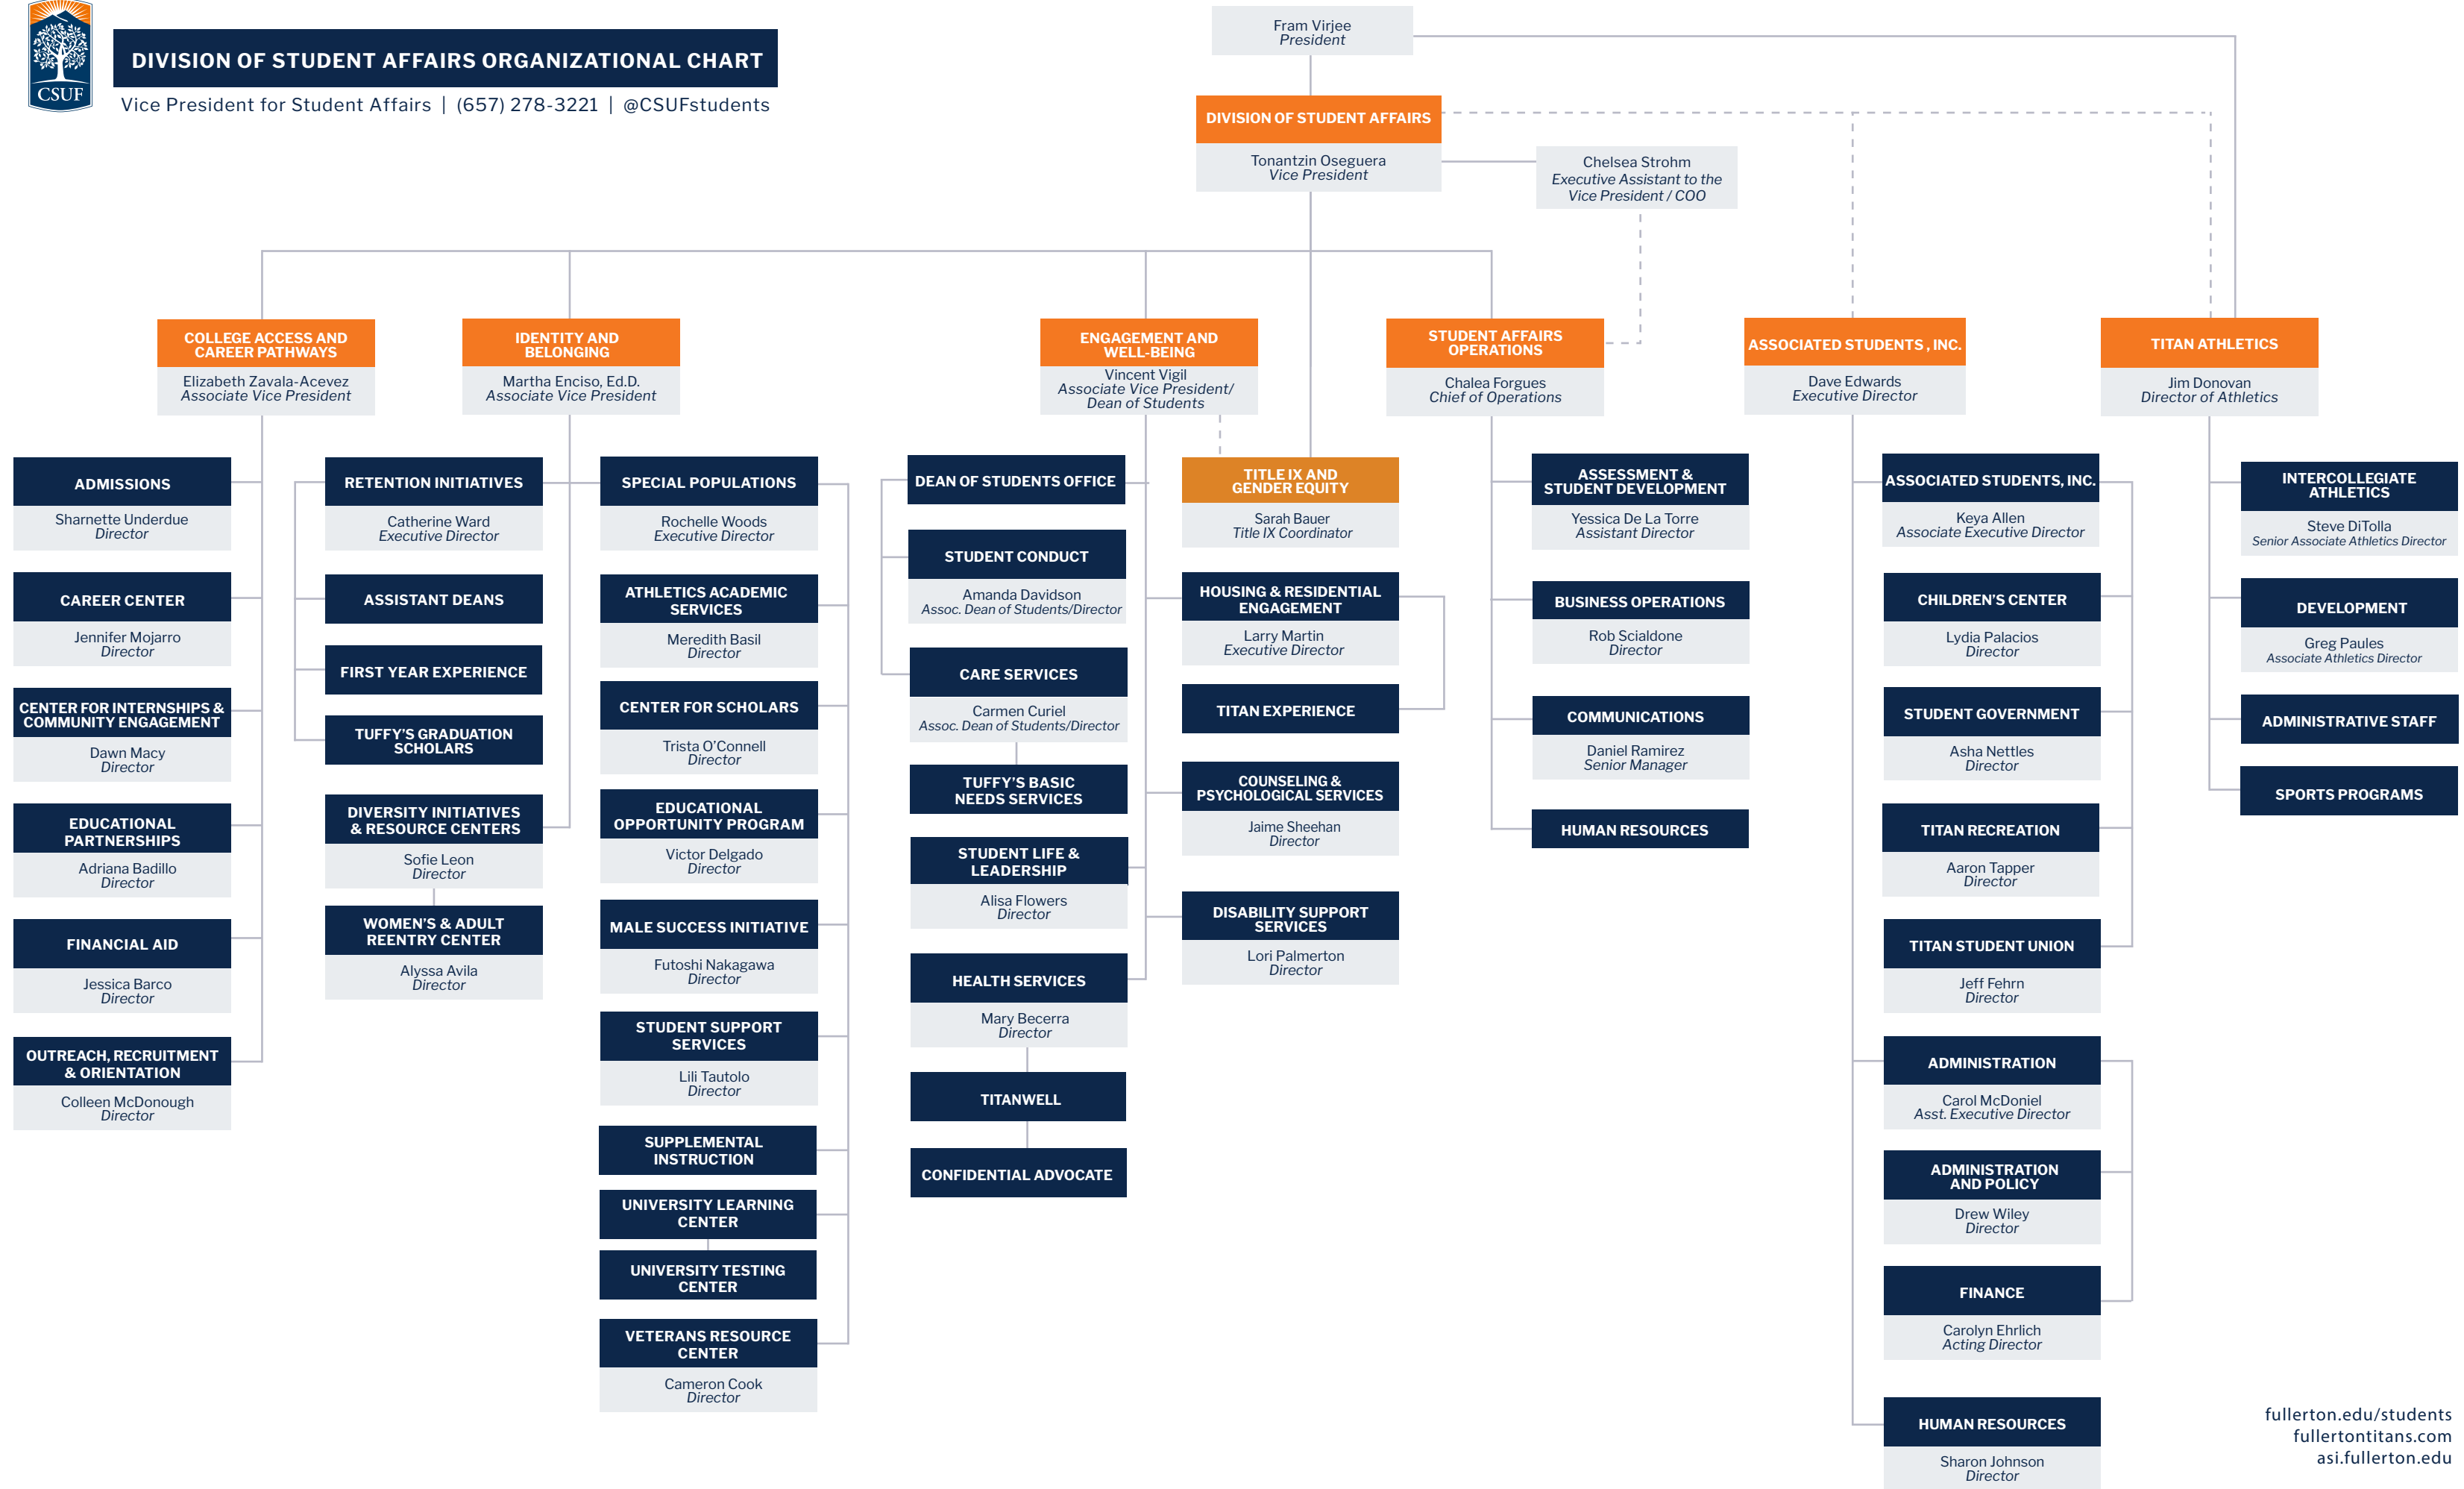 CSUF
DIVISION OF STUDENT AFFAIRS ORGANIZATIONAL CHART
Vice President for Student Affairs | (657) 278-3221 | @CSUFstudents
Fram Virjee
President
DIVISION OF STUDENT AFFAIRS
Tonantzin Oseguera
Vice President
Chelsea Strohm
Executive Assistant to the
Vice President / COO
COLLEGE ACCESS AND
CAREER PATHWAYS
Elizabeth Zavala-Acevez
Associate Vice President
ADMISSIONS
Sharnette Underdue
Director
CAREER CENTER
Jennifer Mojarro
Director
CENTER FOR INTERNSHIPS &
COMMUNITY ENGAGEMENT
Dawn Macy
Director
EDUCATIONAL
PARTNERSHIPS
Adriana Badillo
Director
FINANCIAL AID
Jessica Barco
Director
OUTREACH, RECRUITMENT
& ORIENTATION
Colleen McDonough
Director
IDENTITY AND
BELONGING
Martha Enciso, Ed.D.
Associate Vice President
RETENTION INITIATIVES
Catherine Ward
Executive Director
ASSISTANT DEANS
FIRST YEAR EXPERIENCE
TUFFY'S GRADUATION
SCHOLARS
DIVERSITY INITIATIVES
& RESOURCE CENTERS
Sofie Leon
Director
WOMEN'S & ADULT
REENTRY CENTER
Alyssa Avila
Director
SPECIAL POPULATIONS
Rochelle Woods
Executive Director
ATHLETICS ACADEMIC
SERVICES
Meredith Basil
Director
CENTER FOR SCHOLARS
Trista O'Connell
Director
EDUCATIONAL
OPPORTUNITY PROGRAM
Victor Delgado
Director
MALE SUCCESS INITIATIVE
Futoshi Nakagawa
Director
STUDENT SUPPORT
SERVICES
Lili Tautolo
Director
SUPPLEMENTAL
INSTRUCTION
UNIVERSITY LEARNING
CENTER
UNIVERSITY TESTING
CENTER
VETERANS RESOURCE
CENTER
Cameron Cook
Director
ENGAGEMENT AND
WELL-BEING
Vincent Vigil
Associate Vice President/
Dean of Students
DEAN OF STUDENTS OFFICE
STUDENT CONDUCT
Amanda Davidson
Assoc. Dean of Students/Director
CARE SERVICES
Carmen Curiel
Assoc. Dean of Students/Director
TUFFY'S BASIC
NEEDS SERVICES
STUDENT LIFE &
LEADERSHIP
Alisa Flowers
Director
HEALTH SERVICES
Mary Becerra
Director
TITANWELL
CONFIDENTIAL ADVOCATE
TITLE IX AND
GENDER EQUITY
Sarah Bauer
Title IX Coordinator
HOUSING & RESIDENTIAL
ENGAGEMENT
Larry Martin
Executive Director
TITAN EXPERIENCE
COUNSELING &
PSYCHOLOGICAL SERVICES
Jaime Sheehan
Director
DISABILITY SUPPORT
SERVICES
Lori Palmerton
Director
STUDENT AFFAIRS
OPERATIONS
Chalea Forgues
Chief of Operations
ASSESSMENT &
STUDENT DEVELOPMENT
Yessica De La Torre
Assistant Director
BUSINESS OPERATIONS
Rob Scialdone
Director
COMMUNICATIONS
Daniel Ramirez
Senior Manager
HUMAN RESOURCES
ASSOCIATED STUDENTS , INC.
Dave Edwards
Executive Director
ASSOCIATED STUDENTS, INC.
Keya Allen
Associate Executive Director
CHILDREN'S CENTER
Lydia Palacios
Director
STUDENT GOVERNMENT
Asha Nettles
Director
TITAN RECREATION
Aaron Tapper
Director
TITAN STUDENT UNION
Jeff Fehrn
Director
ADMINISTRATION
Carol McDoniel
Asst. Executive Director
ADMINISTRATION
AND POLICY
Drew Wiley
Director
FINANCE
Carolyn Ehrlich
Acting Director
HUMAN RESOURCES
Sharon Johnson
Director
TITAN ATHLETICS
Jim Donovan
Director of Athletics
INTERCOLLEGIATE
ATHLETICS
Steve DiTolla
Senior Associate Athletics Director
DEVELOPMENT
Greg Paules
Associate Athletics Director
ADMINISTRATIVE STAFF
SPORTS PROGRAMS
fullerton.edu/students
fullertontitans.com
asi.fullerton.edu